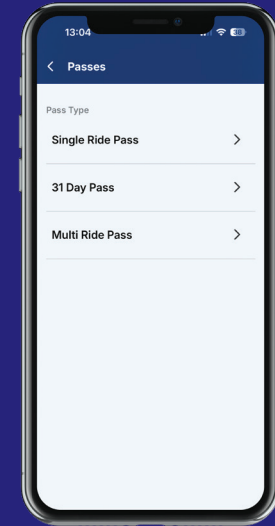 13:04
Passes
Pass Type
Single Ride Pass
31 Day Pass
Multi Ride Pass